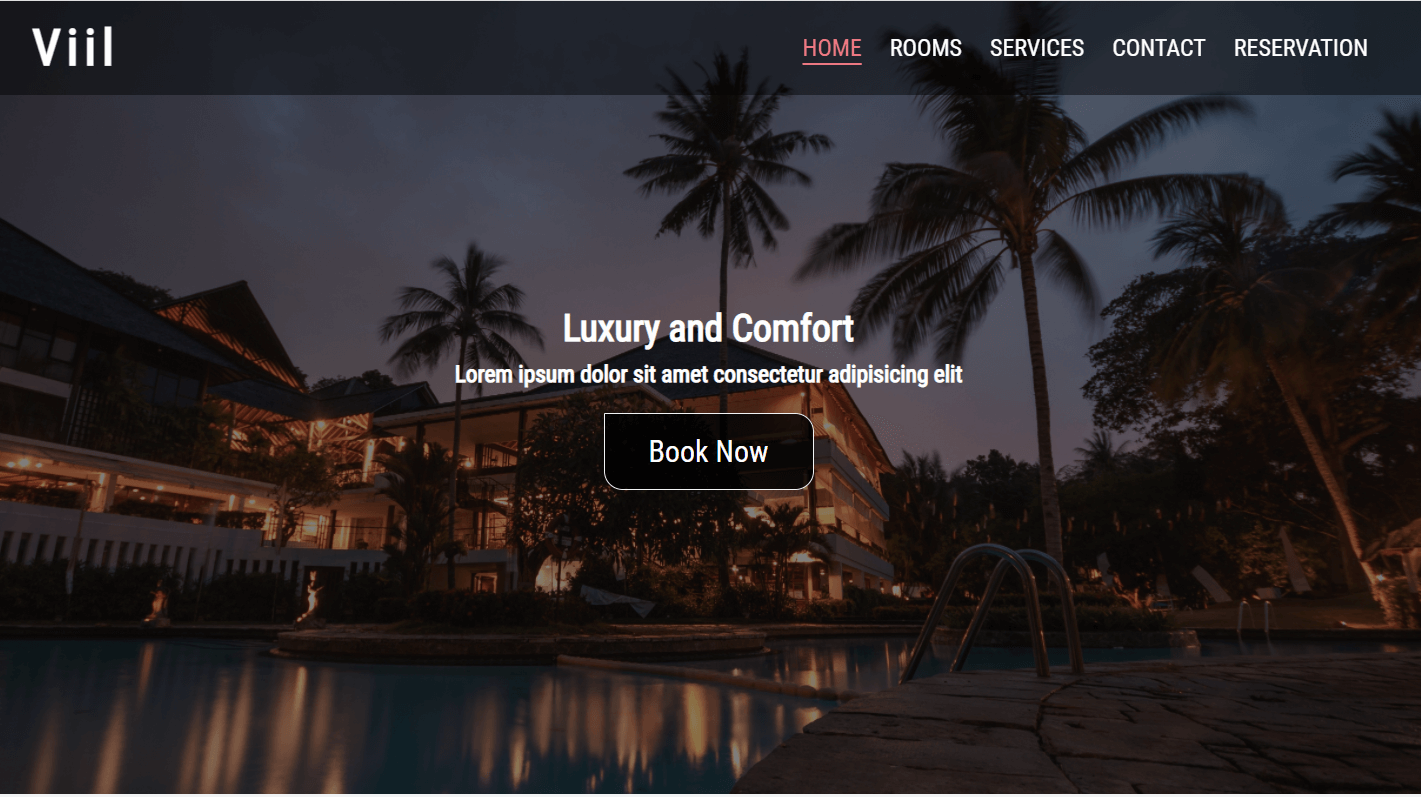 Viil
HOME ROOMS SERVICES CONTACT RESERVATION
Luxury and Comfort
Lorem ipsum dolor sit amet consectetur adipisicing elit
Book Now